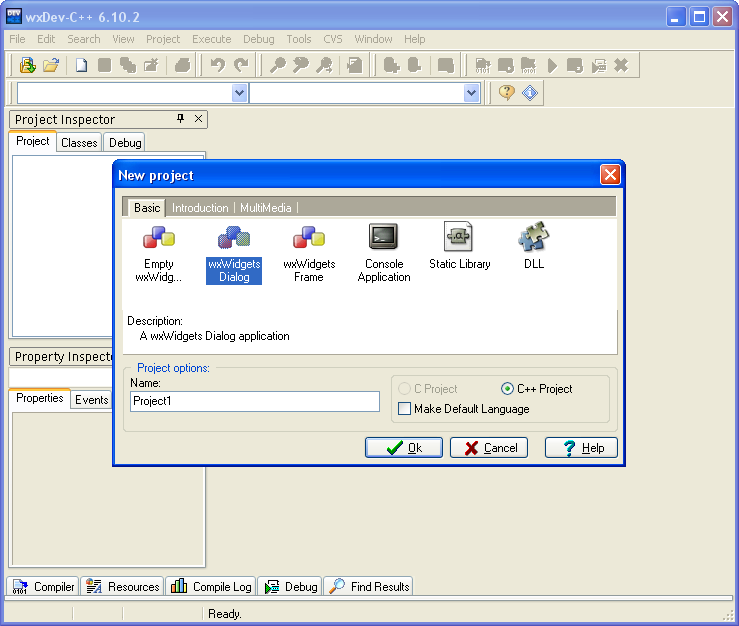 wxDev-C++ 6.10.2
File Edit Search View Project Execute Debug Tools CVS Window Help
Project Inspector
Project Classes Debug
New project
Basic Introduction MultiMedia
Empty wxWidg...
wxWidgets Dialog
wxWidgets Frame
Console Application
Static Library
DLL
Description:
A wxWidgets Dialog application
Project options:
Name:
Project1
C Project C++ Project
Make Default Language
Ok Cancel Help
Property Inspecto
Properties Events
Compiler Resources Compile Log Debug Find Results
Ready.